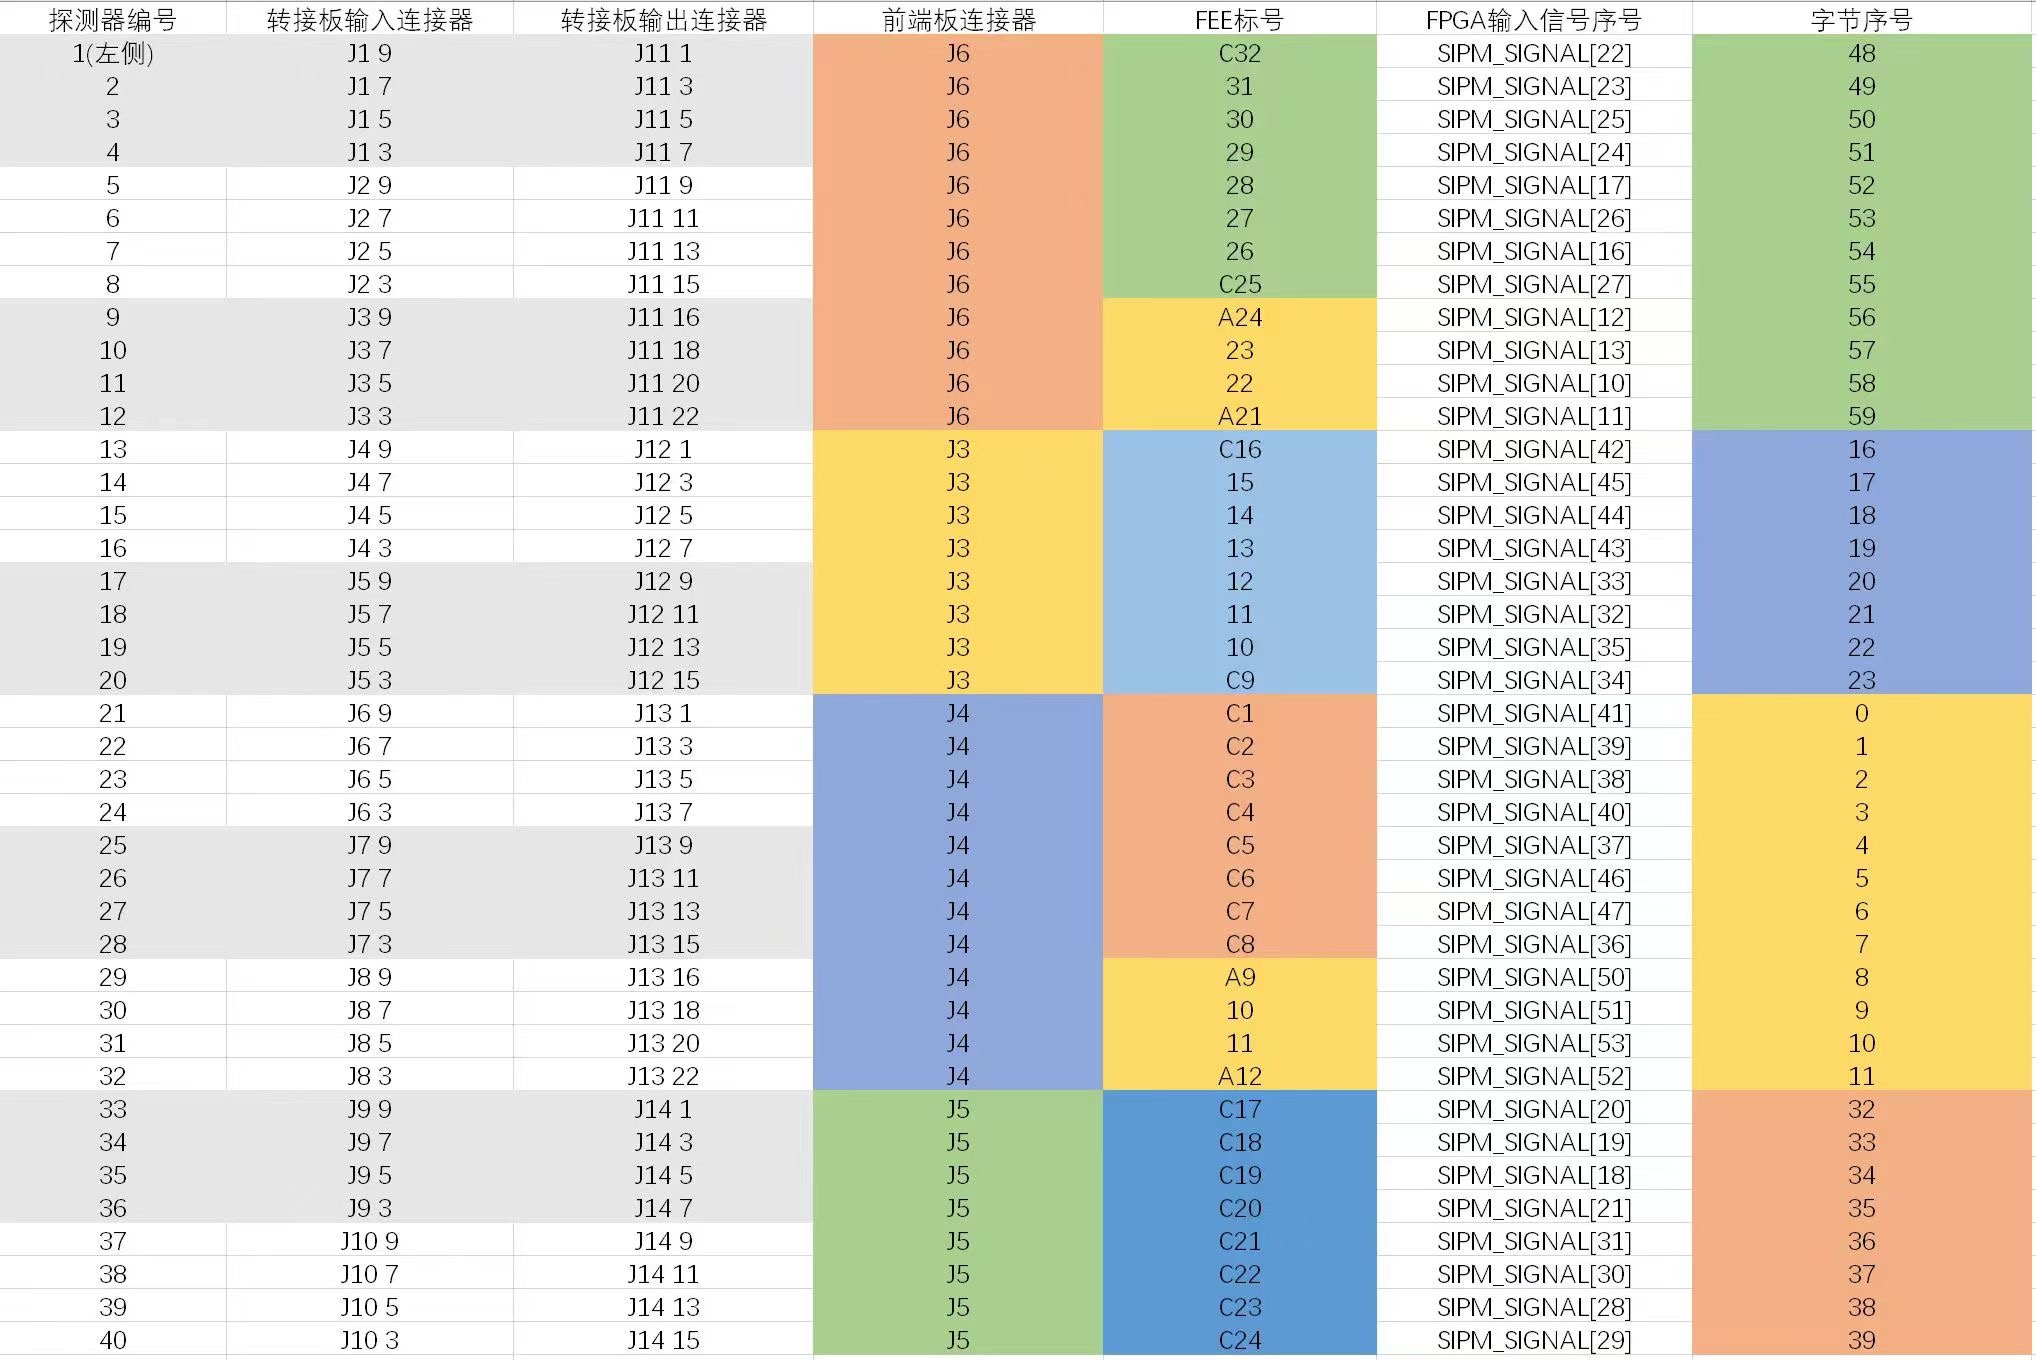 探测器编号 转接板输入连接器 转接板输出连接器 前端板连接器 FEE标号 FPGA输入信号序号 字节序号
1(左侧) J1 9 J11 1 J6 C32 SIPM_SIGNAL[22] 48
2 J1 7 J11 3 J6 31 SIPM_SIGNAL[23] 49
3 J1 5 J11 5 J6 30 SIPM_SIGNAL[25] 50
4 J1 3 J11 7 J6 29 SIPM_SIGNAL[24] 51
5 J2 9 J11 9 J6 28 SIPM_SIGNAL[17] 52
6 J2 7 J11 11 J6 27 SIPM_SIGNAL[26] 53
7 J2 5 J11 13 J6 26 SIPM_SIGNAL[16] 54
8 J2 3 J11 15 J6 C25 SIPM_SIGNAL[27] 55
9 J3 9 J11 16 J6 A24 SIPM_SIGNAL[12] 56
10 J3 7 J11 18 J6 23 SIPM_SIGNAL[13] 57
11 J3 5 J11 20 J6 22 SIPM_SIGNAL[10] 58
12 J3 3 J11 22 J6 A21 SIPM_SIGNAL[11] 59
13 J4 9 J12 1 J3 C16 SIPM_SIGNAL[42] 16
14 J4 7 J12 3 J3 15 SIPM_SIGNAL[45] 17
15 J4 5 J12 5 J3 14 SIPM_SIGNAL[44] 18
16 J4 3 J12 7 J3 13 SIPM_SIGNAL[43] 19
17 J5 9 J12 9 J3 12 SIPM_SIGNAL[33] 20
18 J5 7 J12 11 J3 11 SIPM_SIGNAL[32] 21
19 J5 5 J12 13 J3 10 SIPM_SIGNAL[35] 22
20 J5 3 J12 15 J3 C9 SIPM_SIGNAL[34] 23
21 J6 9 J13 1 J4 C1 SIPM_SIGNAL[41] 0
22 J6 7 J13 3 J4 C2 SIPM_SIGNAL[39] 1
23 J6 5 J13 5 J4 C3 SIPM_SIGNAL[38] 2
24 J6 3 J13 7 J4 C4 SIPM_SIGNAL[40] 3
25 J7 9 J13 9 J4 C5 SIPM_SIGNAL[37] 4
26 J7 7 J13 11 J4 C6 SIPM_SIGNAL[46] 5
27 J7 5 J13 13 J4 C7 SIPM_SIGNAL[47] 6
28 J7 3 J13 15 J4 C8 SIPM_SIGNAL[36] 7
29 J8 9 J13 16 J4 A9 SIPM_SIGNAL[50] 8
30 J8 7 J13 18 J4 10 SIPM_SIGNAL[51] 9
31 J8 5 J13 20 J4 11 SIPM_SIGNAL[53] 10
32 J8 3 J13 22 J4 A12 SIPM_SIGNAL[52] 11
33 J9 9 J14 1 J5 C17 SIPM_SIGNAL[20] 32
34 J9 7 J14 3 J5 C18 SIPM_SIGNAL[19] 33
35 J9 5 J14 5 J5 C19 SIPM_SIGNAL[18] 34
36 J9 3 J14 7 J5 C20 SIPM_SIGNAL[21] 35
37 J10 9 J14 9 J5 C21 SIPM_SIGNAL[31] 36
38 J10 7 J14 11 J5 C22 SIPM_SIGNAL[30] 37
39 J10 5 J14 13 J5 C23 SIPM_SIGNAL[28] 38
40 J10 3 J14 15 J5 C24 SIPM_SIGNAL[29] 39